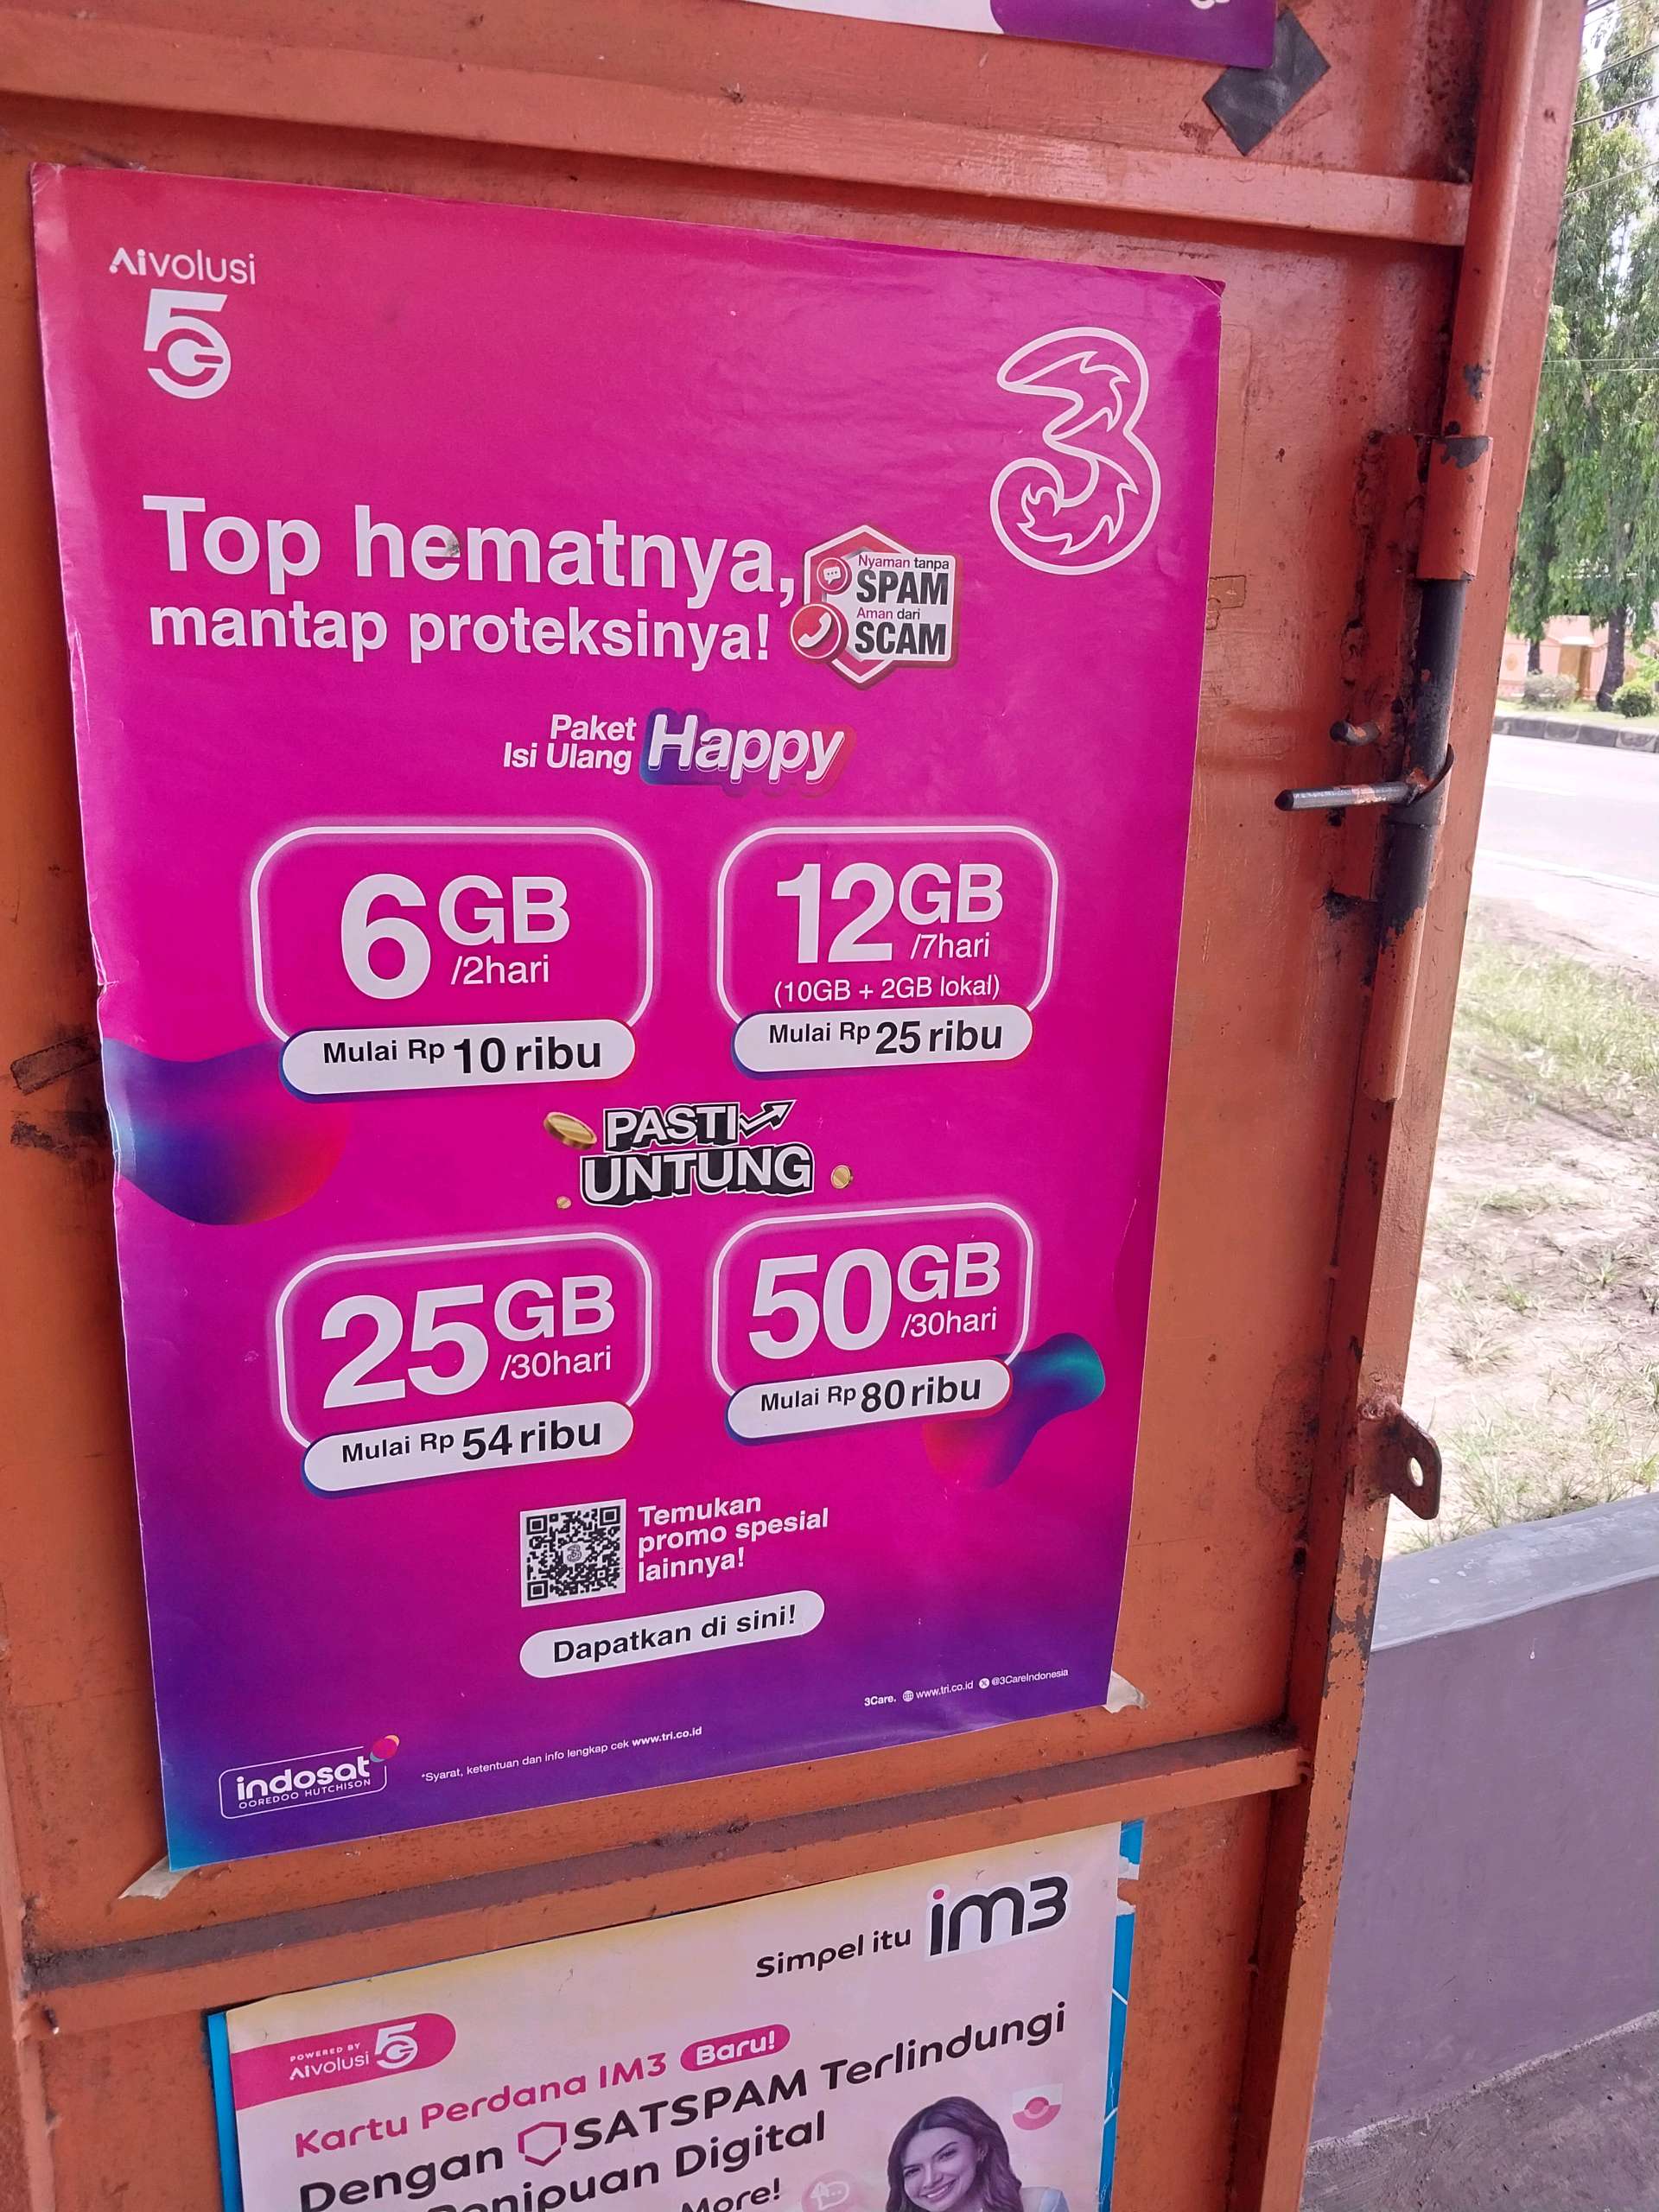 AIVOLUSI
5G
3
Top hematnya,
mantap proteksinya!
Nyaman tanpa
SPAM
Aman dari
SCAM
Paket
Isi Ulang
Happy
6GB
/2hari
Mulai Rp 10 ribu
12GB
/7hari
(10GB + 2GB lokal)
Mulai Rp 25 ribu
PASTI
UNTUNG
25GB
/30hari
Mulai Rp 54 ribu
50GB
/30hari
Mulai Rp 80 ribu
Temukan
promo spesial
lainnya!
Dapatkan di sini!
3Care. www.tri.co.id @3CareIndonesia
indosat
OOREDOO HUTCHISON
*Syarat, ketentuan dan info lengkap cek www.tri.co.id
Simpel itu im3
POWERED BY
AIVOLUSI 5G
Kartu Perdana IM3 Baru!
Dengan SATSPAM Terlindungi
Penipuan Digital
More!